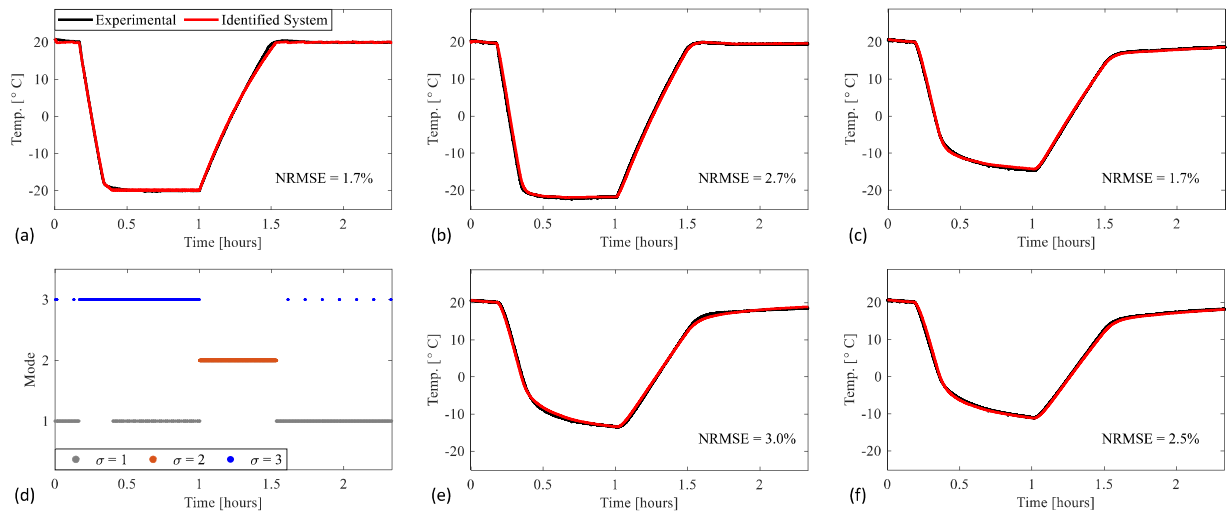 Experimental
Identified System
20
10
0
-10
-20
Temp. [° C]
NRMSE = 1.7%
0 0.5 1 1.5 2
(a)
Time [hours]
20
10
0
-10
-20
Temp. [° C]
NRMSE = 2.7%
0 0.5 1 1.5 2
(b)
Time [hours]
20
10
0
-10
-20
Temp. [° C]
NRMSE = 1.7%
0 0.5 1 1.5 2
(c)
Time [hours]
3
2
1
Mode
σ = 1 σ = 2 σ = 3
0 0.5 1 1.5 2
(d)
Time [hours]
20
10
0
-10
-20
Temp. [° C]
NRMSE = 3.0%
0 0.5 1 1.5 2
(e)
Time [hours]
20
10
0
-10
-20
Temp. [° C]
NRMSE = 2.5%
0 0.5 1 1.5 2
(f)
Time [hours]